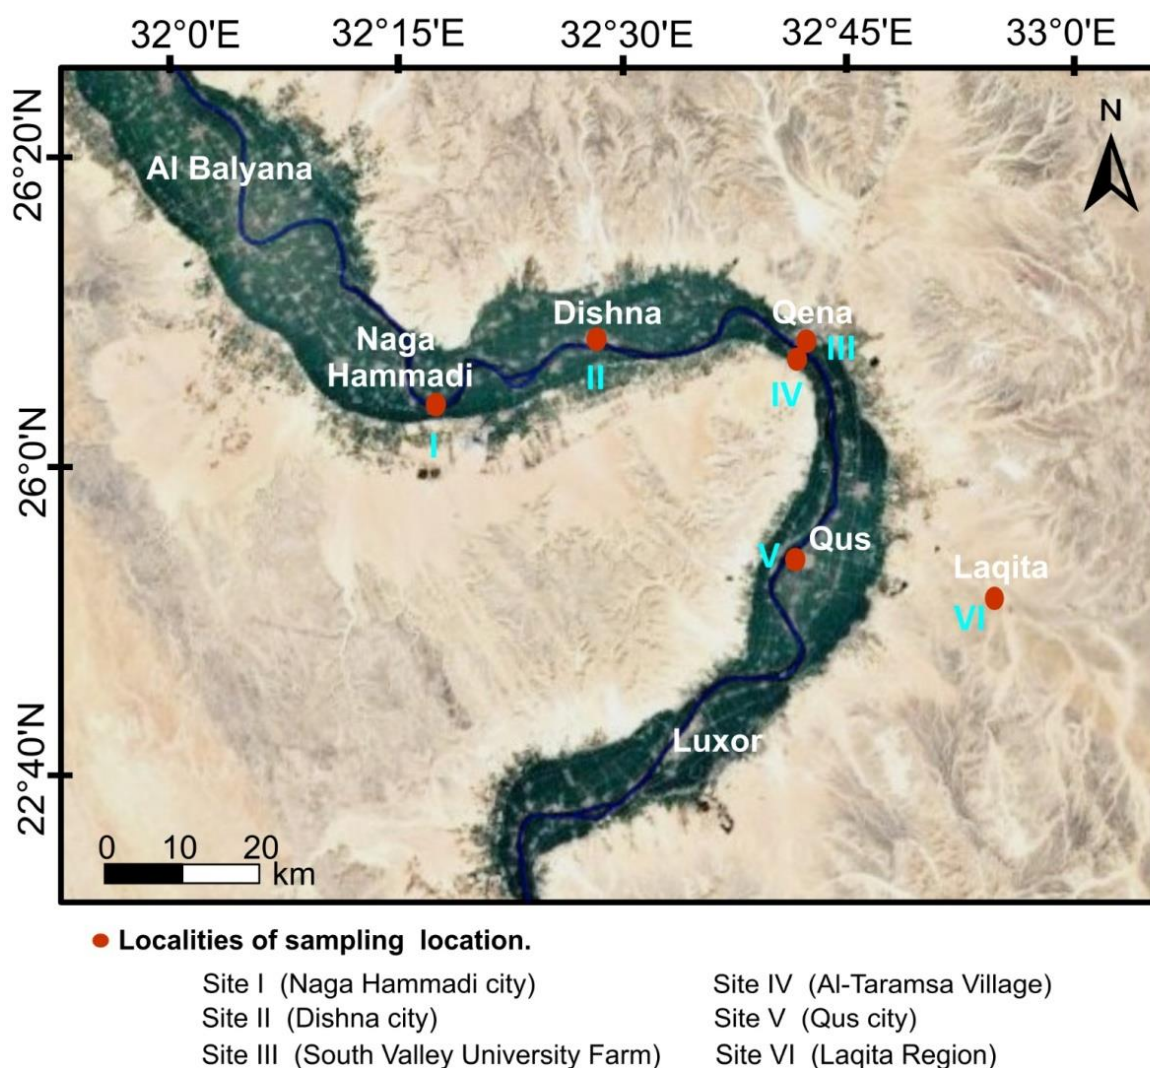 32°0'E 32°15'E 32°30'E 32°45'E 33°0'E
N
26°20'N
Al Balyana
Dishna
Qena
Naga
Hammadi
III
II
IV
I
26°0'N
Qus
V
Laqita
VI
Luxor
22°40'N
0 10 20
km
Localities of sampling location.
Site I (Naga Hammadi city)
Site IV (Al-Taramsa Village)
Site II (Dishna city)
Site V (Qus city)
Site III (South Valley University Farm)
Site VI (Laqita Region)